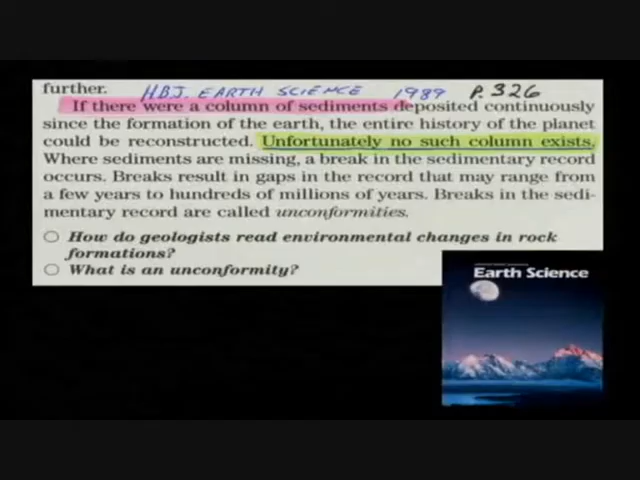 further.
HBJ. EARTH SCIENCE 1989 P.326
If there were a column of sediments deposited continuously
since the formation of the earth, the entire history of the planet
could be reconstructed. Unfortunately no such column exists.
Where sediments are missing, a break in the sedimentary record
occurs. Breaks result in gaps in the record that may range from
a few years to hundreds of millions of years. Breaks in the sedi-
mentary record are called unconformities.
How do geologists read environmental changes in rock
formations?
What is an unconformity?
Earth Science